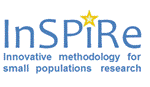 InSPiRe
Innovative methodology for
small populations research